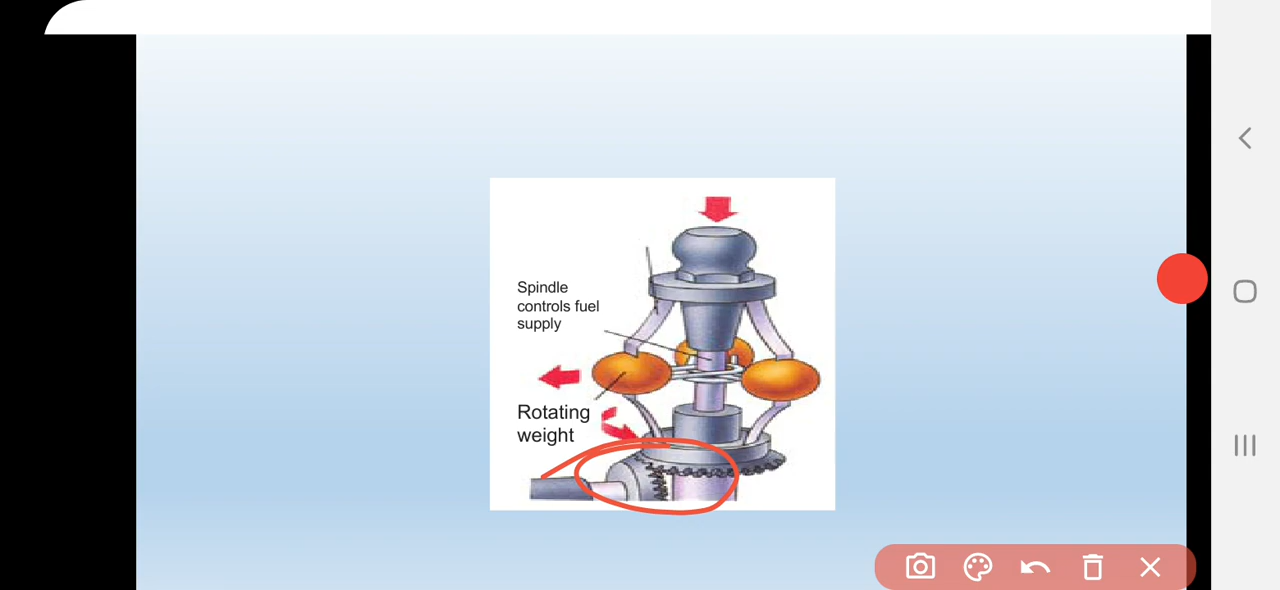 Spindle
controls fuel
supply
Rotating
weight